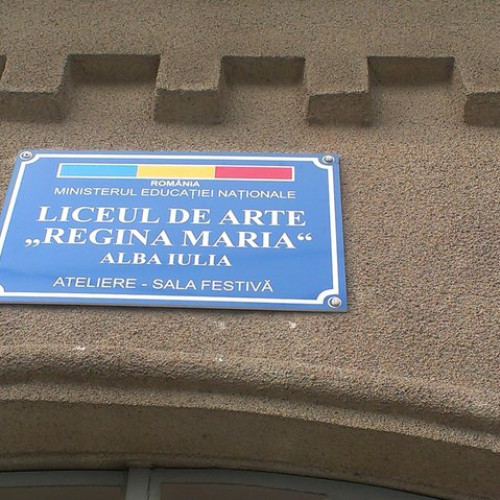 ROMÂNIA
MINISTERUL EDUCAȚIEI NAȚIONALE
LICEUL DE ARTE
„REGINA MARIA“
ALBA IULIA
ATELIERE - SALA FESTIVĂ